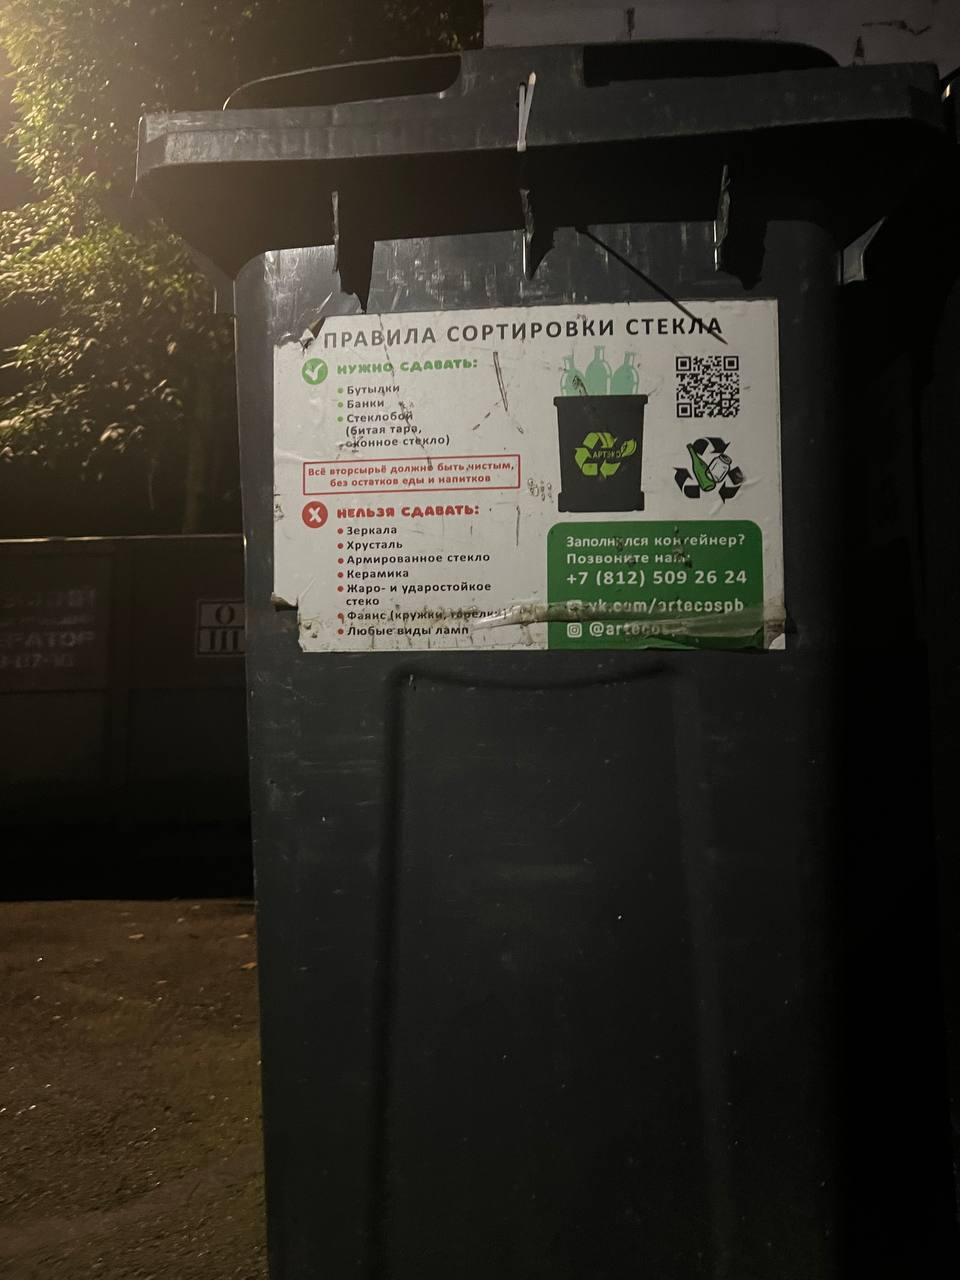 ПРАВИЛА СОРТИРОВКИ СТЕКЛА
НУЖНО СДАВАТЬ:
Бутылки
Банки
Стеклобой
(битая тара,
оконное стекло)
Всё вторсырьё должно быть чистым,
без остатков еды и напитков
НЕЛЬЗЯ СДАВАТЬ:
Зеркала
Хрусталь
Армированное стекло
Керамика
Жаро- и ударостойкое
стеко
Фаянс (кружки, тарелки)
Любые виды ламп
АРТЭКО
Заполнился контейнер?
Позвоните нам:
+7 (812) 509 26 24
vk.com/artecospb